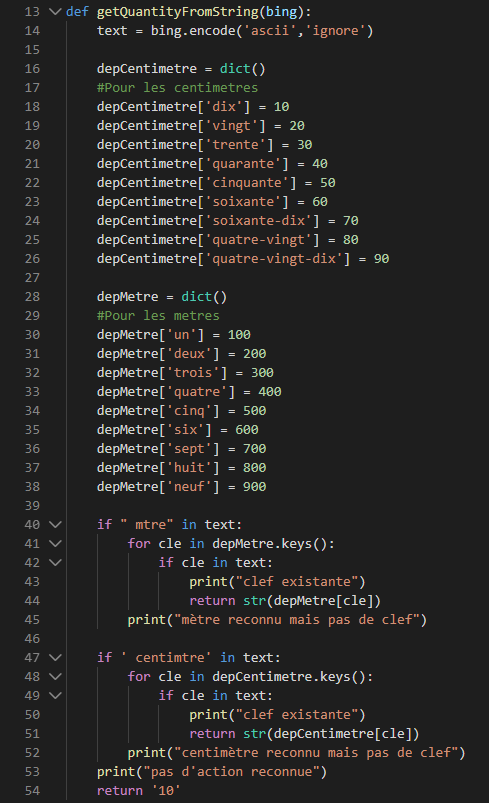 13 def getQuantityFromString(bing):
14 text = bing.encode('ascii','ignore')
15
16 depCentimetre = dict()
17 #Pour les centimetres
18 depCentimetre['dix'] = 10
19 depCentimetre['vingt'] = 20
20 depCentimetre['trente'] = 30
21 depCentimetre['quarante'] = 40
22 depCentimetre['cinquante'] = 50
23 depCentimetre['soixante'] = 60
24 depCentimetre['soixante-dix'] = 70
25 depCentimetre['quatre-vingt'] = 80
26 depCentimetre['quatre-vingt-dix'] = 90
27
28 depMetre = dict()
29 #Pour les metres
30 depMetre['un'] = 100
31 depMetre['deux'] = 200
32 depMetre['trois'] = 300
33 depMetre['quatre'] = 400
34 depMetre['cinq'] = 500
35 depMetre['six'] = 600
36 depMetre['sept'] = 700
37 depMetre['huit'] = 800
38 depMetre['neuf'] = 900
39
40 if " mtre" in text:
41 for cle in depMetre.keys():
42 if cle in text:
43 print("clef existante")
44 return str(depMetre[cle])
45 print("mètre reconnu mais pas de clef")
46
47 if ' centimtre' in text:
48 for cle in depCentimetre.keys():
49 if cle in text:
50 print("clef existante")
51 return str(depCentimetre[cle])
52 print("centimètre reconnu mais pas de clef")
53 print("pas d'action reconnue")
54 return '10'